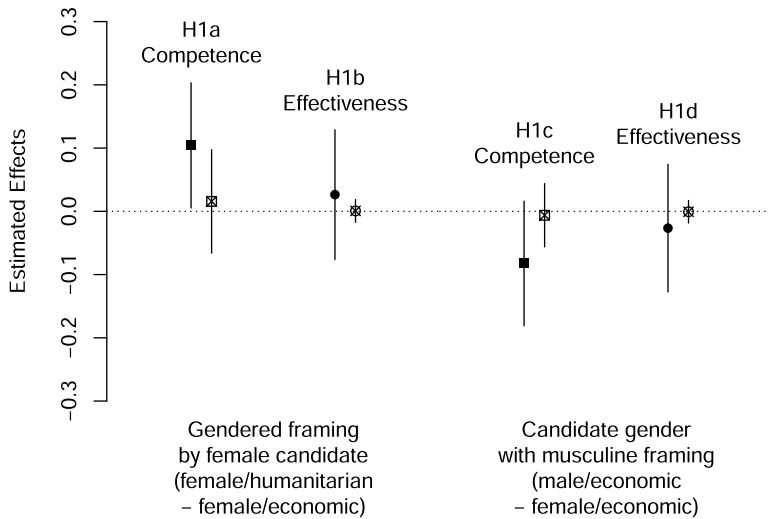 0.3
0.2
0.1
0.0
−0.1
−0.2
−0.3
Estimated Effects
H1a
Competence
H1b
Effectiveness
H1c
Competence
H1d
Effectiveness
Gendered framing
by female candidate
(female/humanitarian
− female/economic)
Candidate gender
with musculine framing
(male/economic
− female/economic)